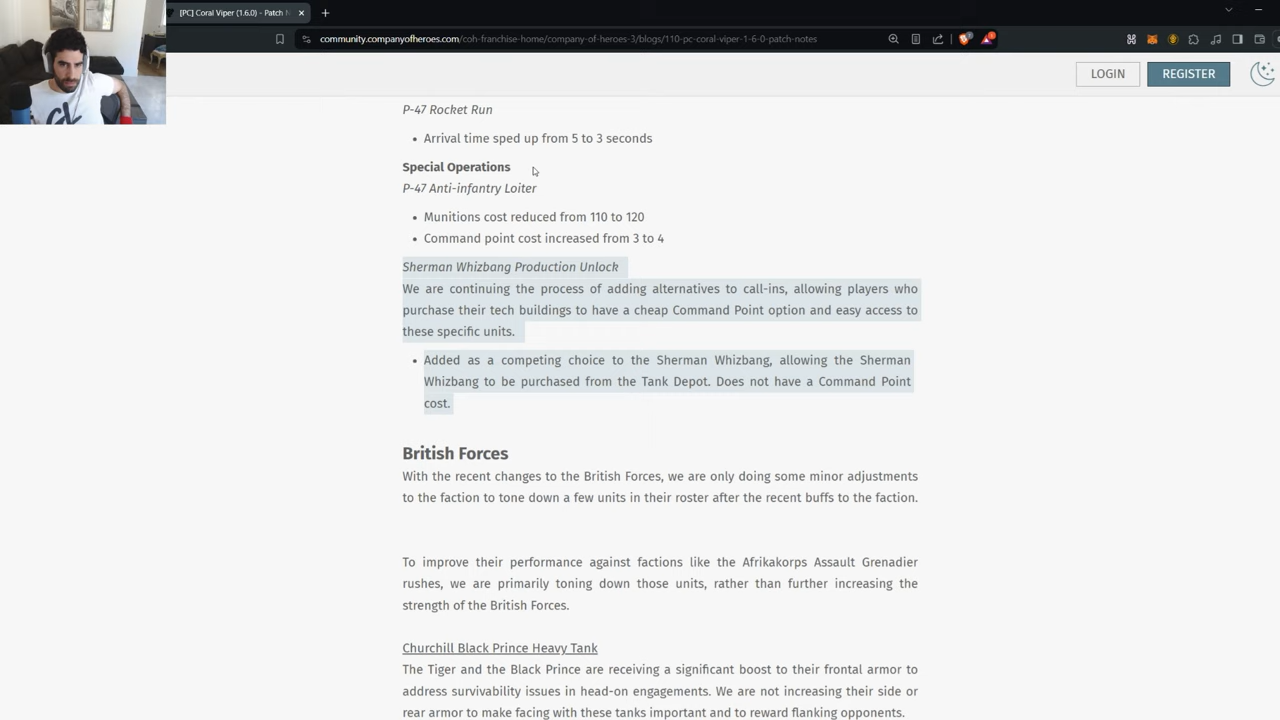 [PC] Coral Viper (1.6.0) - Patch N
community.companyofheroes.com/coh-franchise-home/company-of-heroes-3/blogs/110-pc-coral-viper-1-6-0-patch-notes
LOGIN
REGISTER
P-47 Rocket Run
• Arrival time sped up from 5 to 3 seconds
Special Operations
P-47 Anti-infantry Loiter
• Munitions cost reduced from 110 to 120
• Command point cost increased from 3 to 4
Sherman Whizbang Production Unlock
We are continuing the process of adding alternatives to call-ins, allowing players who
purchase their tech buildings to have a cheap Command Point option and easy access to
these specific units.
• Added as a competing choice to the Sherman Whizbang, allowing the Sherman
Whizbang to be purchased from the Tank Depot. Does not have a Command Point
cost.
British Forces
With the recent changes to the British Forces, we are only doing some minor adjustments
to the faction to tone down a few units in their roster after the recent buffs to the faction.
To improve their performance against factions like the Afrikakorps Assault Grenadier
rushes, we are primarily toning down those units, rather than further increasing the
strength of the British Forces.
Churchill Black Prince Heavy Tank
The Tiger and the Black Prince are receiving a significant boost to their frontal armor to
address survivability issues in head-on engagements. We are not increasing their side or
rear armor to make facing with these tanks important and to reward flanking opponents.